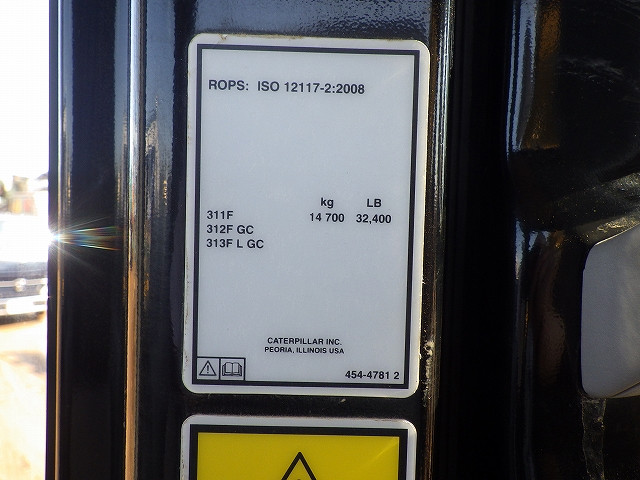 ROPS: ISO 12117-2:2008
kg LB
311F 14 700 32,400
312F GC
313F L GC
CATERPILLAR INC.
PEORIA, ILLINOIS USA
454-4781 2